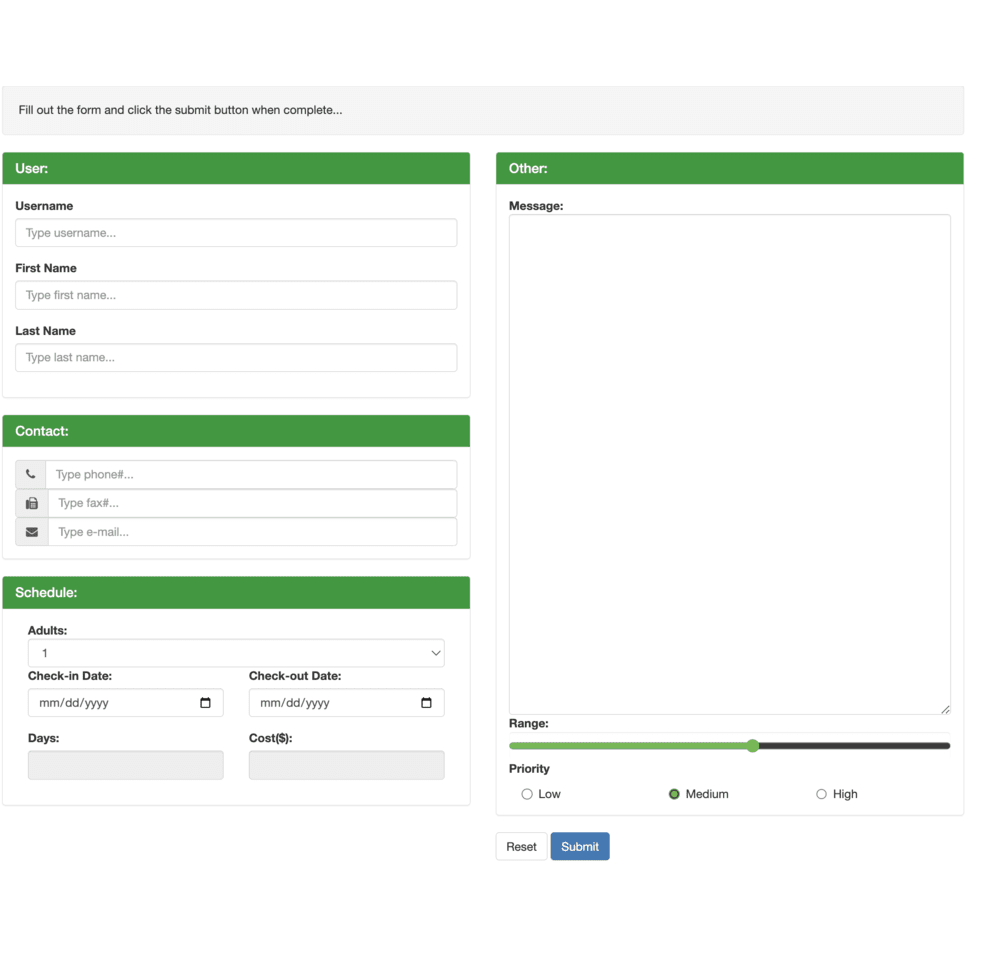 Fill out the form and click the submit button when complete...
User:
Username
Type username...
First Name
Type first name...
Last Name
Type last name...
Contact:
Type phone#...
Type fax#...
Type e-mail...
Schedule:
Adults:
1
Check-in Date: Check-out Date:
mm/dd/yyyy mm/dd/yyyy
Days: Cost($):
Other:
Message:
Range:
Priority
Low Medium High
Reset Submit